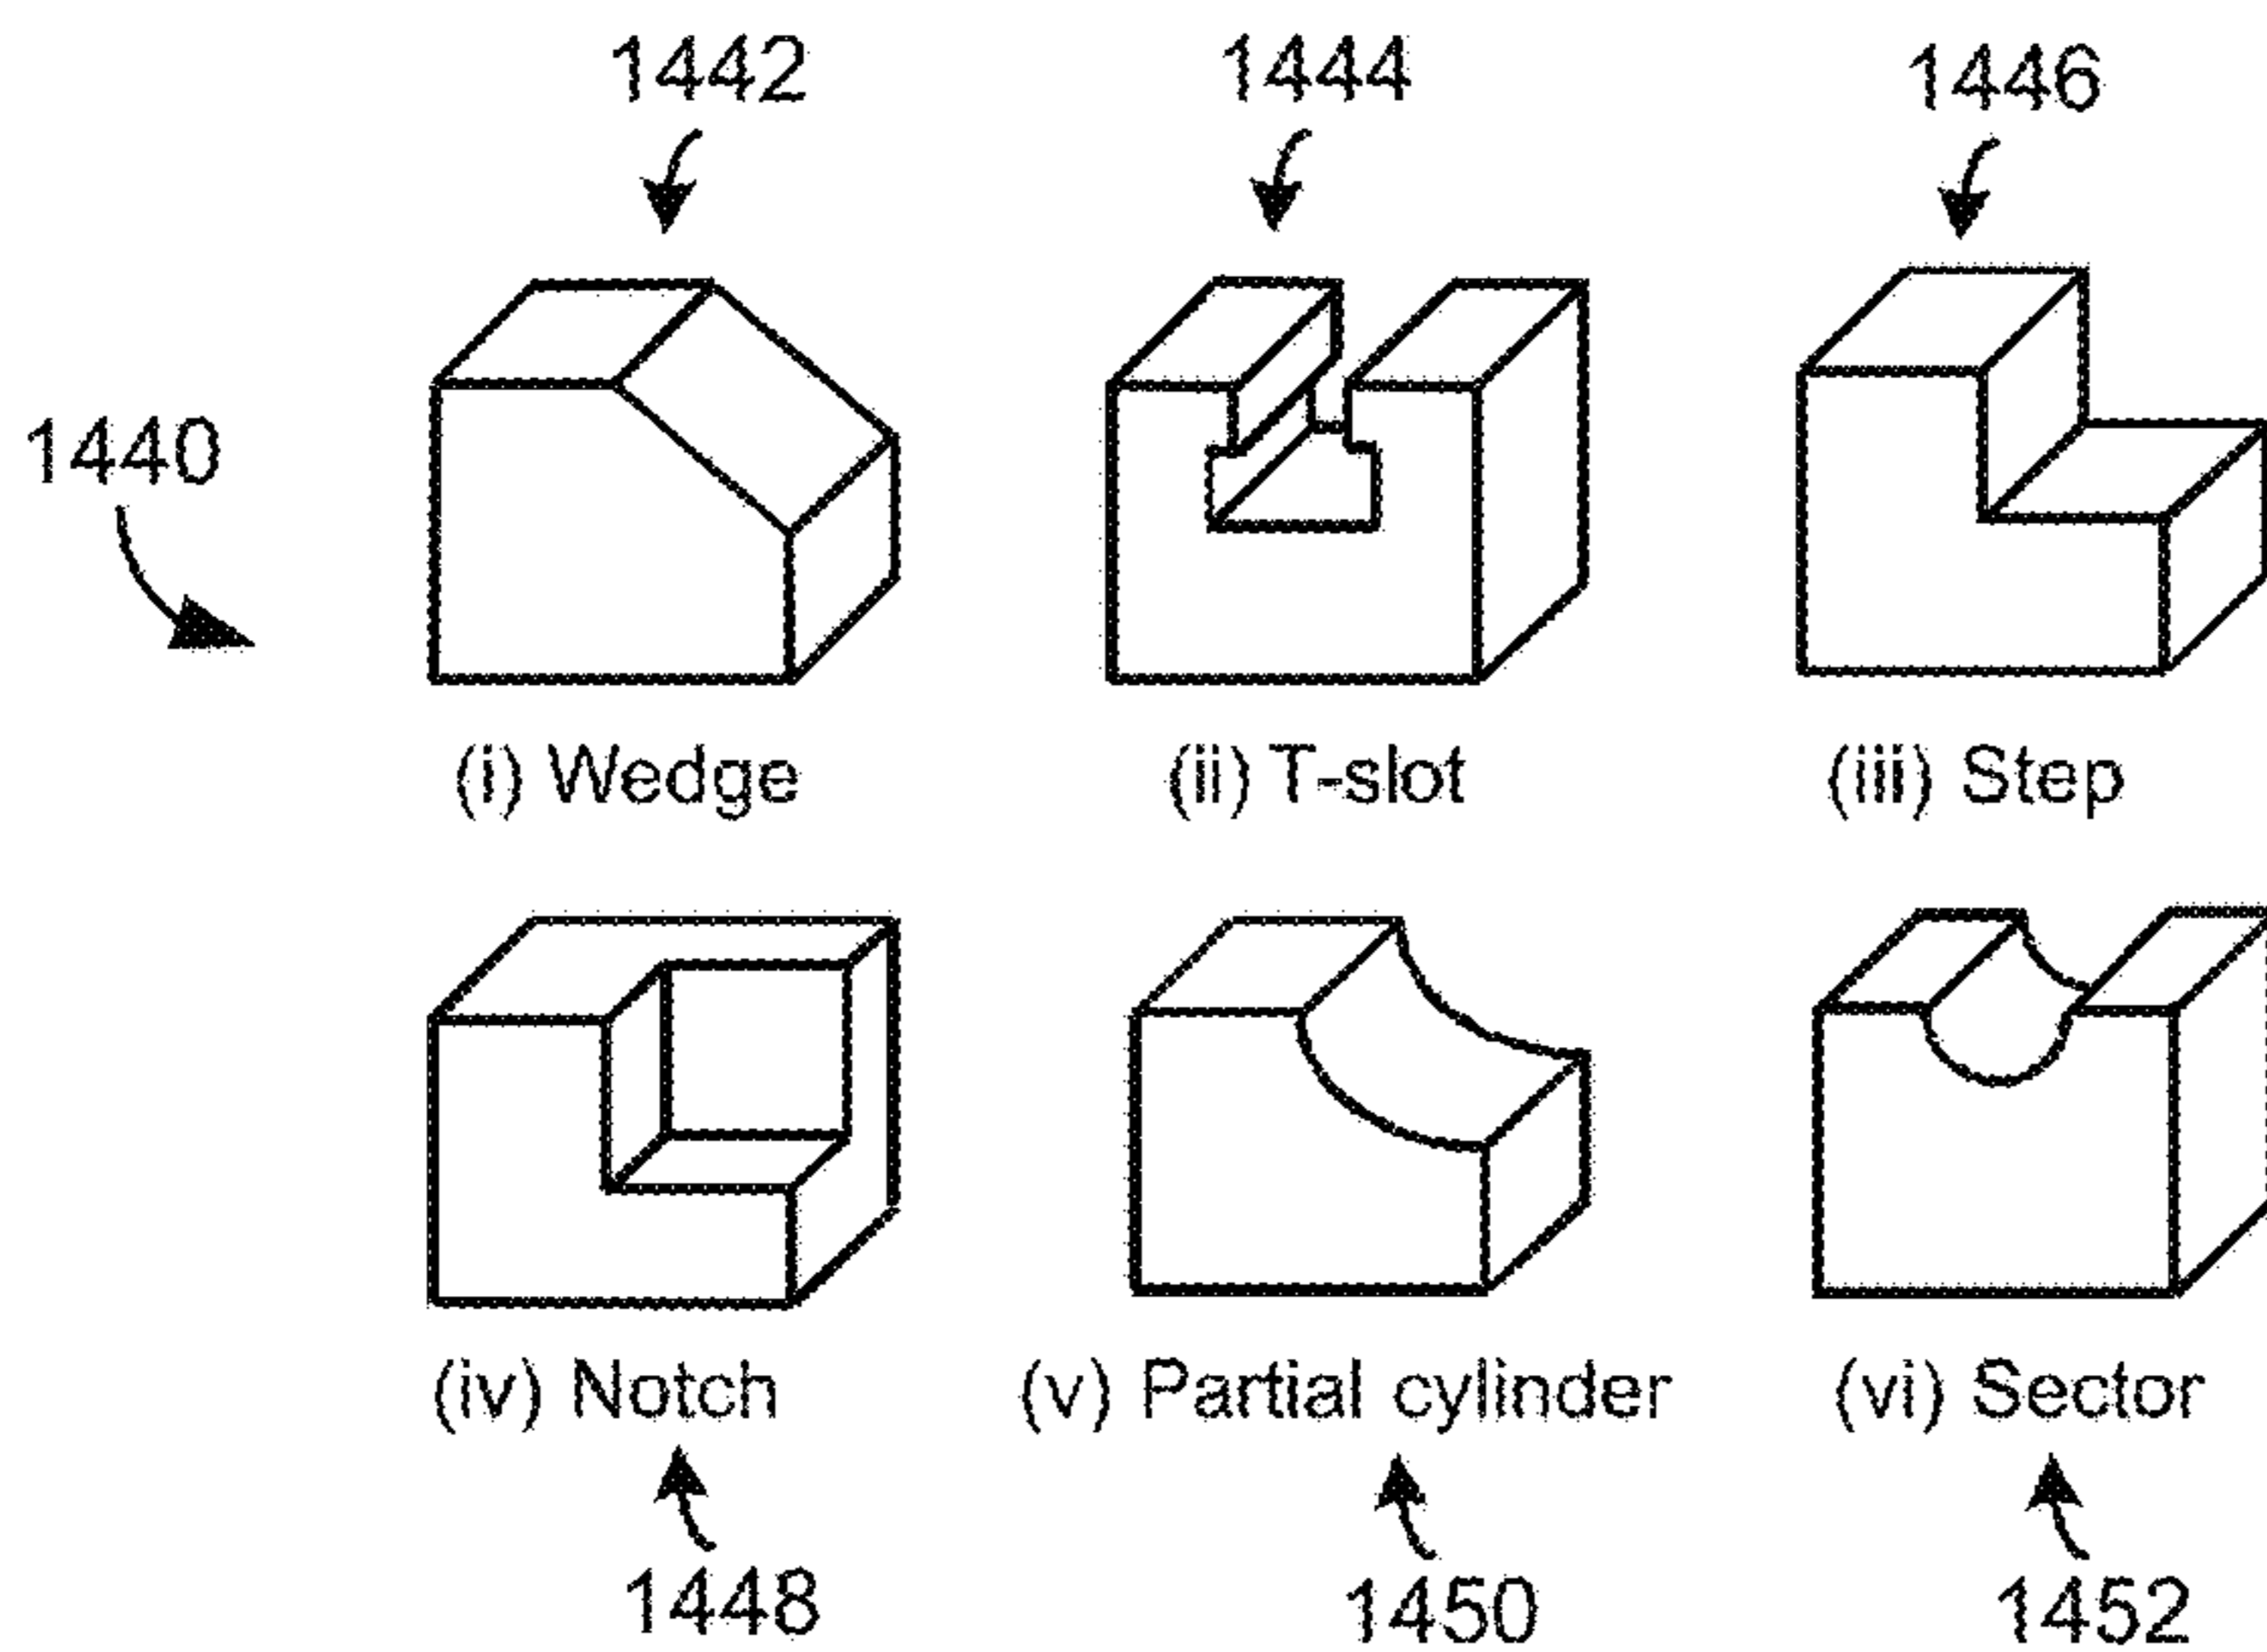 1442 1444 1446
1440
(i) Wedge (ii) T-slot (iii) Step
(iv) Notch (v) Partial cylinder (vi) Sector
1448 1450 1452